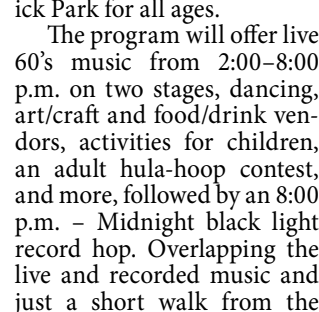 ick Park for all ages.
The program will offer live
60's music from 2:00–8:00
p.m. on two stages, dancing,
art/craft and food/drink ven-
dors, activities for children,
an adult hula-hoop contest,
and more, followed by an 8:00
p.m. – Midnight black light
record hop. Overlapping the
live and recorded music and
just a short walk from the